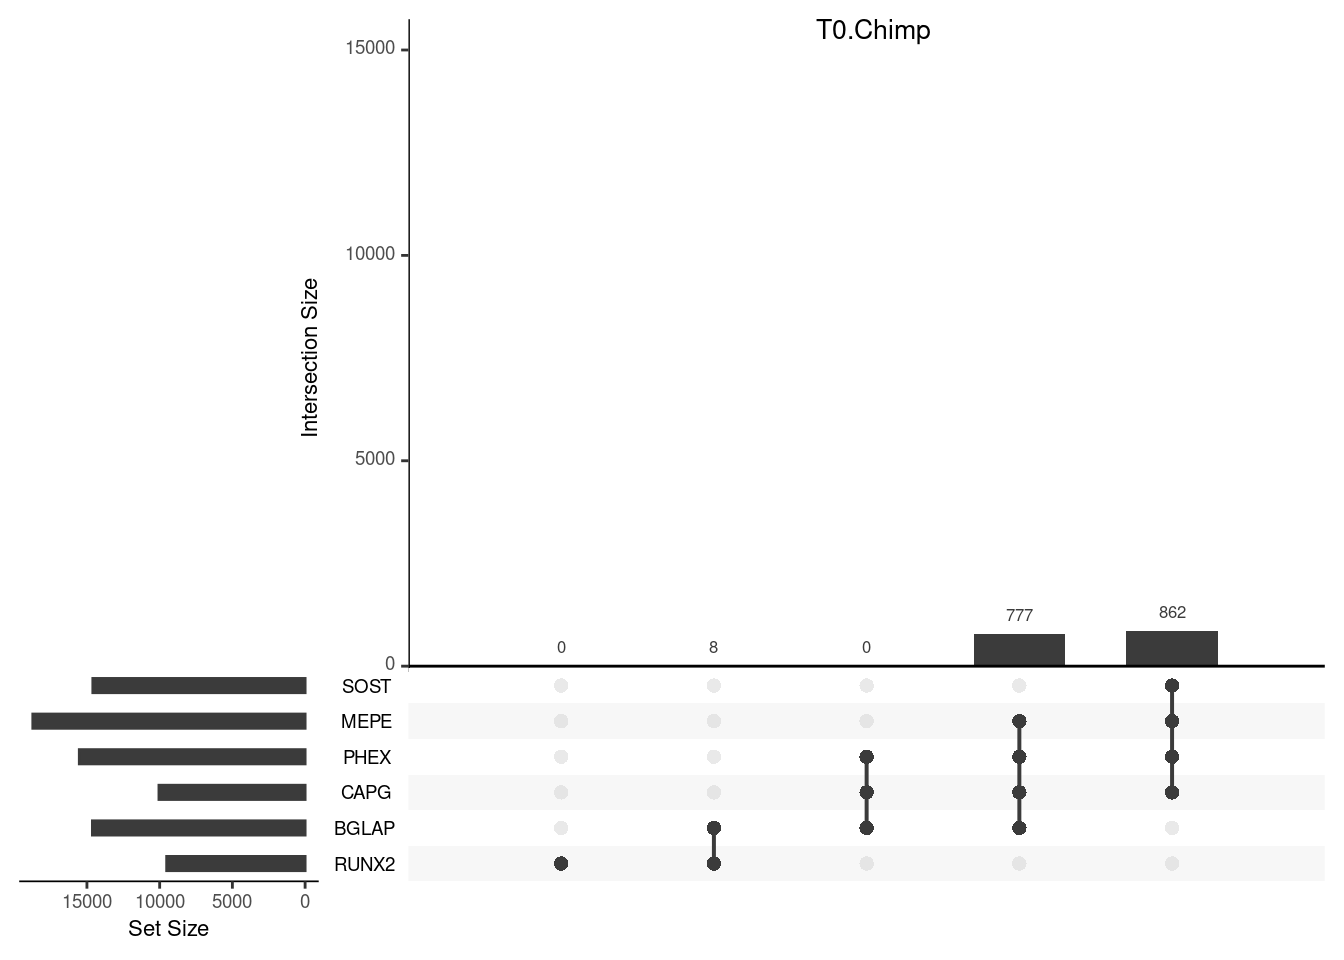 T0.Chimp
15000
10000
5000
0
Intersection Size
0
8
0
777
862
SOST
MEPE
PHEX
CAPG
BGLAP
RUNX2
15000 10000 5000 0
Set Size